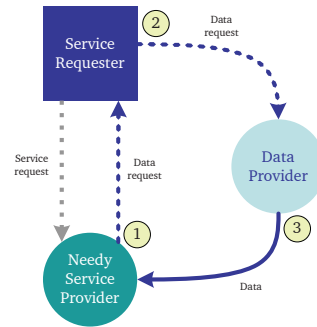 Service
Requester
2
Data
request
Service
request
Data
request
Data
Provider
1
3
Needy
Service
Provider
Data